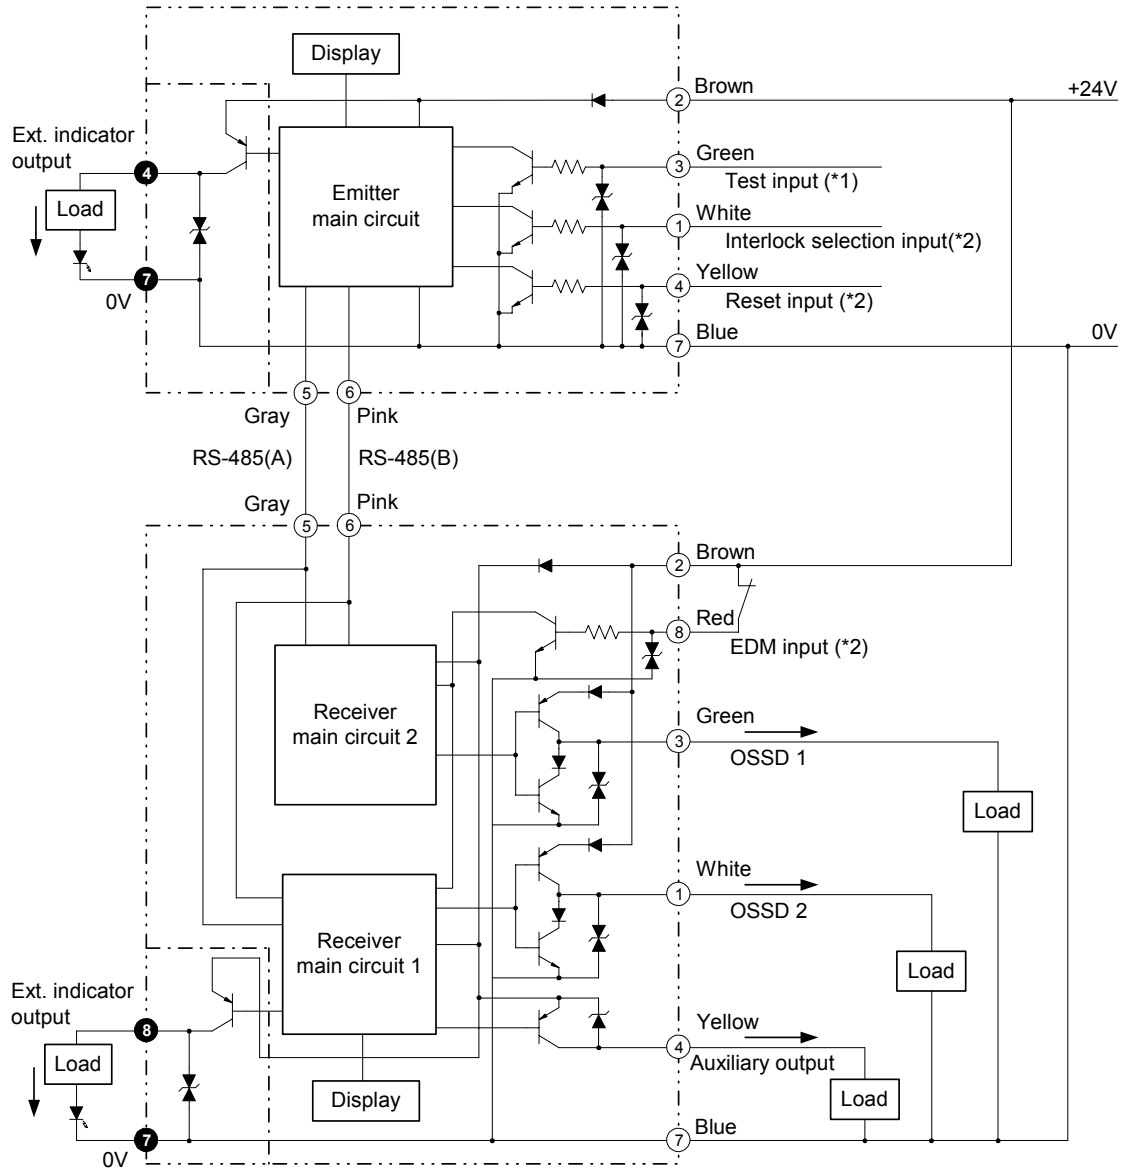 Display
2
Brown
+24V
Ext. indicator
output
4
Load
7
0V
Emitter
main circuit
3
Green
Test input (*1)
1
White
Interlock selection input(*2)
4
Yellow
Reset input (*2)
7
Blue
0V
5
6
Gray
Pink
RS-485(A)
RS-485(B)
Gray
Pink
5
6
2
Brown
8
Red
EDM input (*2)
Receiver
main circuit 2
3
Green
OSSD 1
Load
1
White
OSSD 2
Load
Receiver
main circuit 1
Ext. indicator
output
8
Load
7
0V
4
Yellow
Auxiliary output
Load
Display
7
Blue